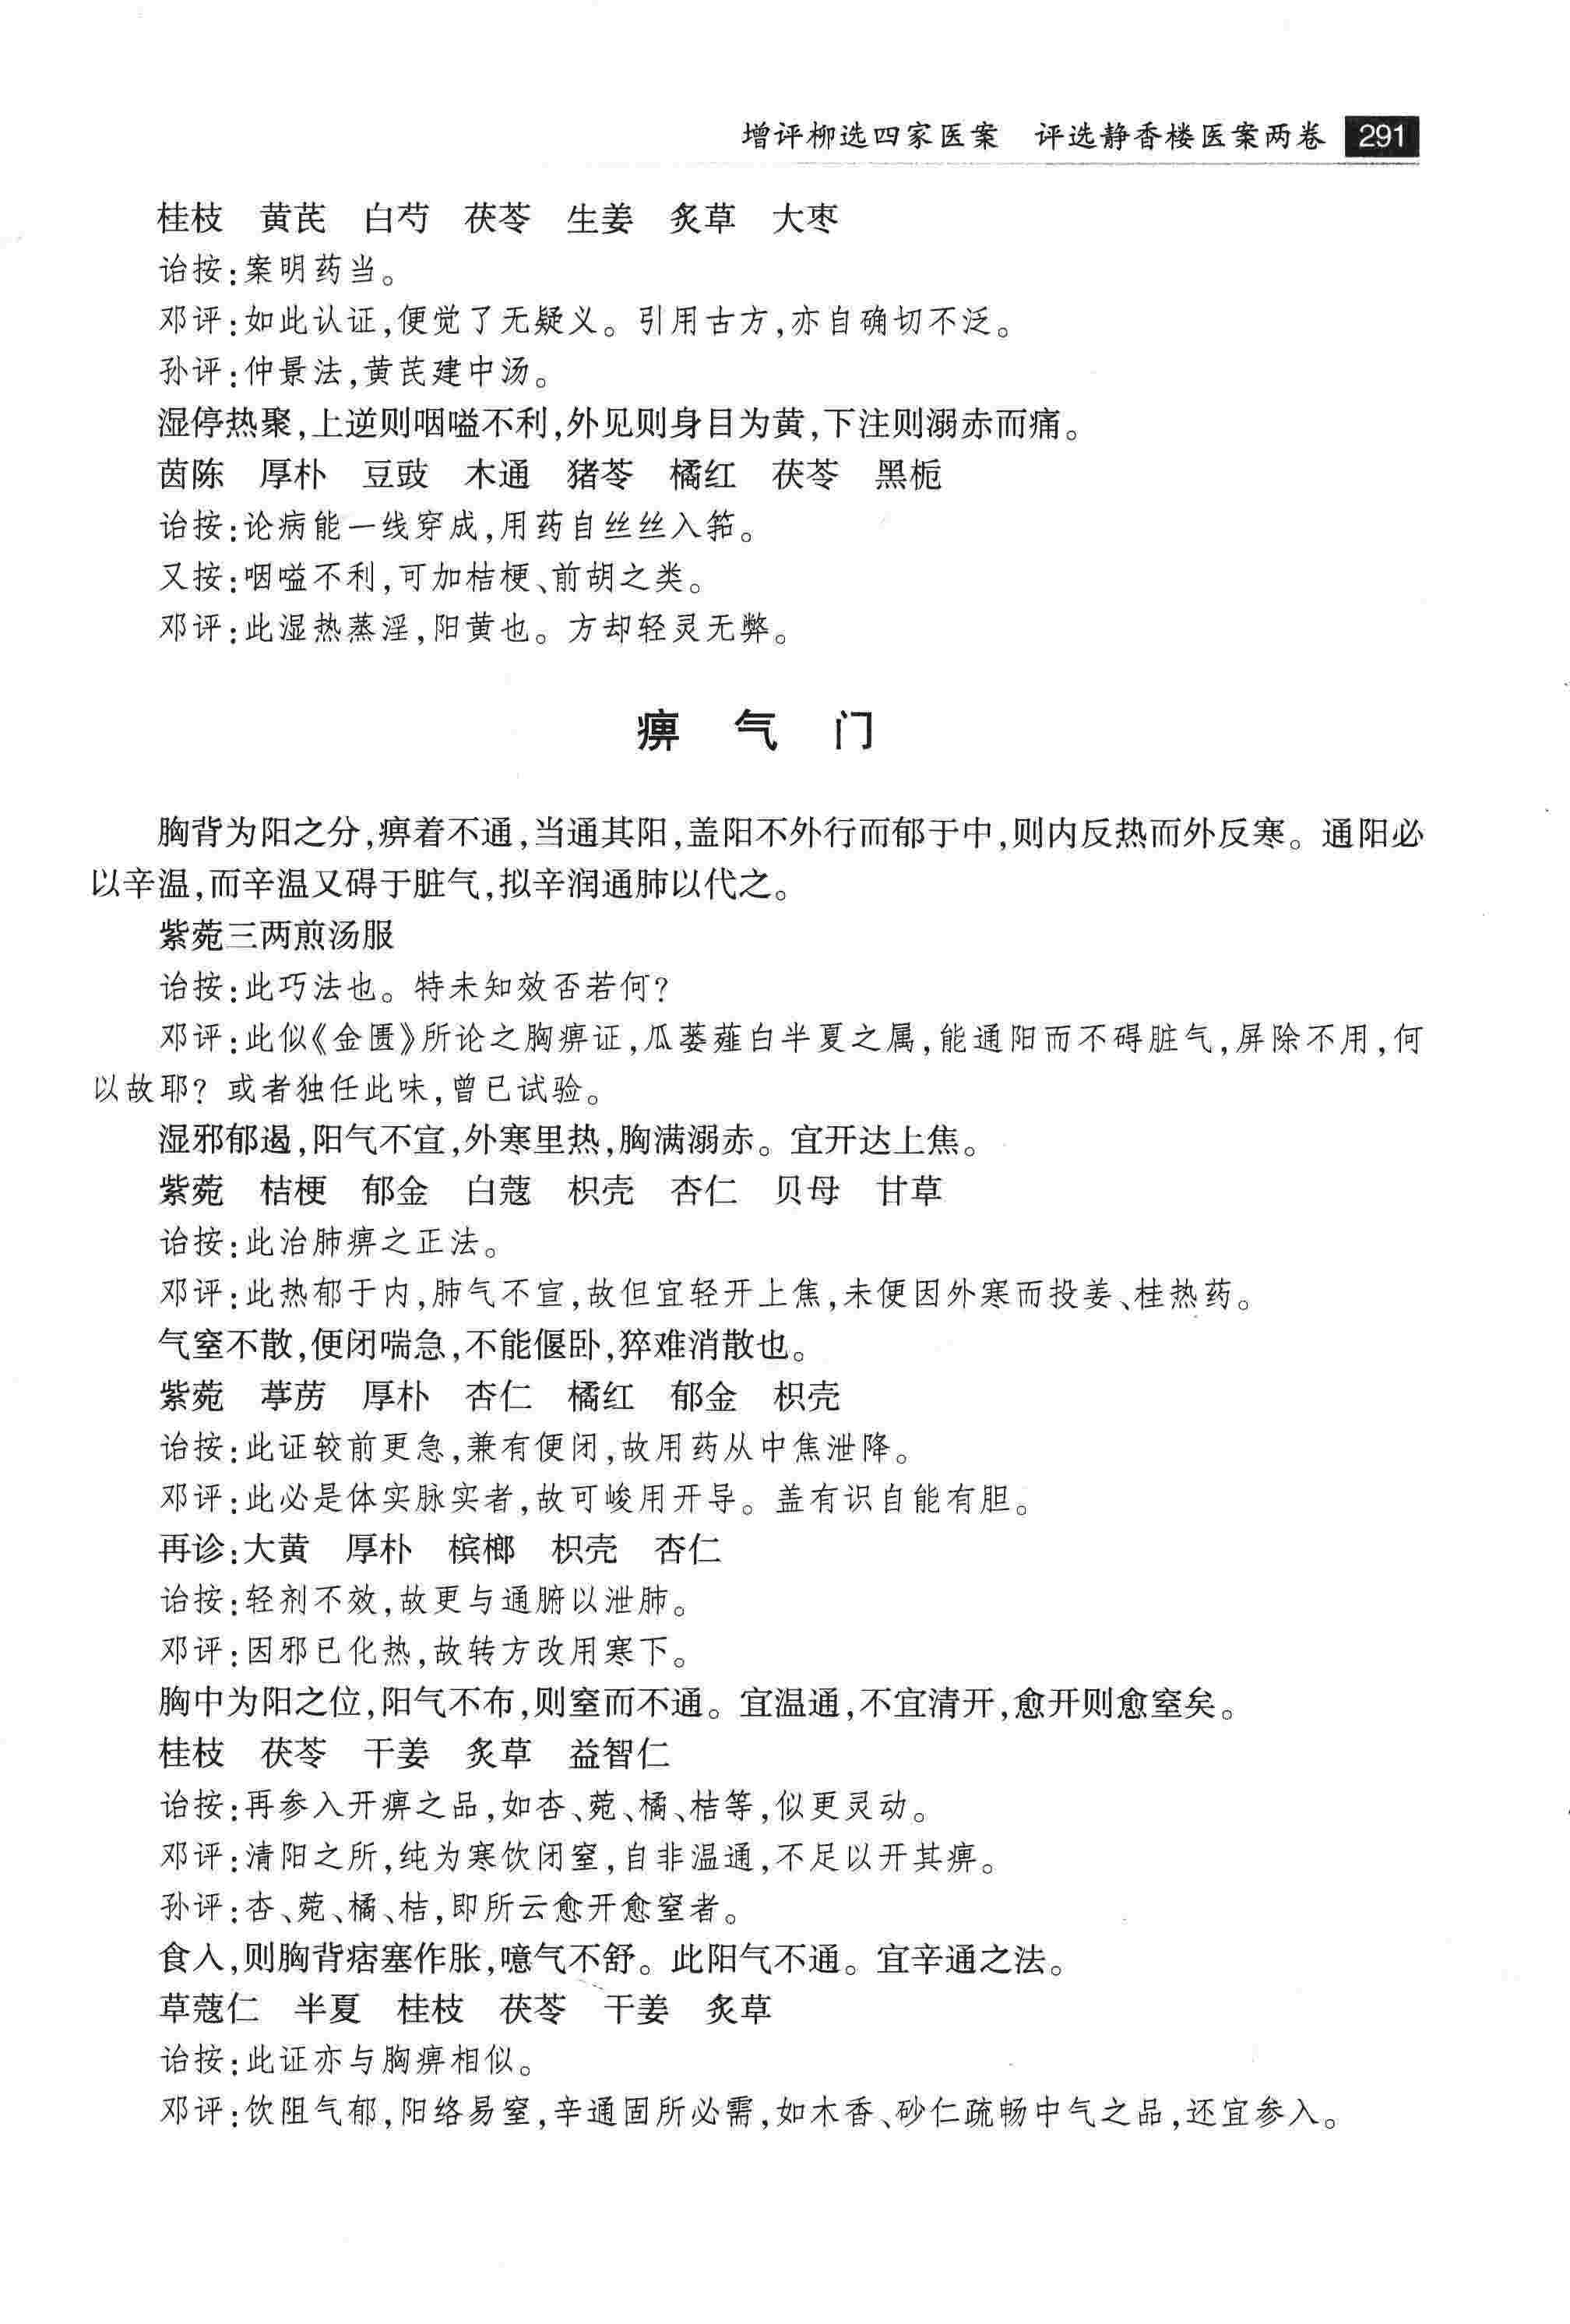 增评柳选四家医案　评选静香楼医案两卷　291
桂枝　黄芪　白芍　茯苓　生姜　炙草　大枣
诒按:案明药当。
邓评:如此认证,便觉了无疑义。引用古方,亦自确切不泛。
孙评:仲景法,黄芪建中汤。
湿停热聚,上逆则咽嗌不利,外见则身目为黄,下注则溺赤而痛。
茵陈　厚朴　豆豉　木通　猪苓　橘红　茯苓　黑栀
诒按:论病能一线穿成,用药自丝丝入筘。
又按:咽嗌不利,可加桔梗、前胡之类。
邓评:此湿热蒸淫,阳黄也。方却轻灵无弊。
痹　气　门
胸背为阳之分,痹着不通,当通其阳,盖阳不外行而郁于中,则内反热而外反寒。通阳必
以辛温,而辛温又碍于脏气,拟辛润通肺以代之。
紫菀三两煎汤服
诒按:此巧法也。特未知效否若何?
邓评:此似《金匮》所论之胸痹证,瓜蒌薤白半夏之属,能通阳而不碍脏气,屏除不用,何
以故耶? 或者独任此味,曾已试验。
湿邪郁遏,阳气不宣,外寒里热,胸满溺赤。宜开达上焦。
紫菀　桔梗　郁金　白蔻　枳壳　杏仁　贝母　甘草
诒按:此治肺痹之正法。
邓评:此热郁于内,肺气不宣,故但宜轻开上焦,未便因外寒而投姜、桂热药。
气窒不散,便闭喘急,不能偃卧,猝难消散也。
紫菀　葶苈　厚朴　杏仁　橘红　郁金　枳壳
诒按:此证较前更急,兼有便闭,故用药从中焦泄降。
邓评:此必是体实脉实者,故可峻用开导。盖有识自能有胆。
再诊:大黄　厚朴　槟榔　枳壳　杏仁
诒按:轻剂不效,故更与通腑以泄肺。
邓评:因邪已化热,故转方改用寒下。
胸中为阳之位,阳气不布,则窒而不通。宜温通,不宜清开,愈开则愈窒矣。
桂枝　茯苓　干姜　炙草　益智仁
诒按:再参入开痹之品,如杏、菀、橘、桔等,似更灵动。
邓评:清阳之所,纯为寒饮闭窒,自非温通,不足以开其痹。
孙评:杏、菀、橘、桔,即所云愈开愈窒者。
食入,则胸背痞塞作胀,噫气不舒。此阳气不通。宜辛通之法。
草蔻仁　半夏　桂枝　茯苓　干姜　炙草
诒按:此证亦与胸痹相似。
邓评:饮阻气郁,阳络易窒,辛通固所必需,如木香、砂仁疏畅中气之品,还宜参入。